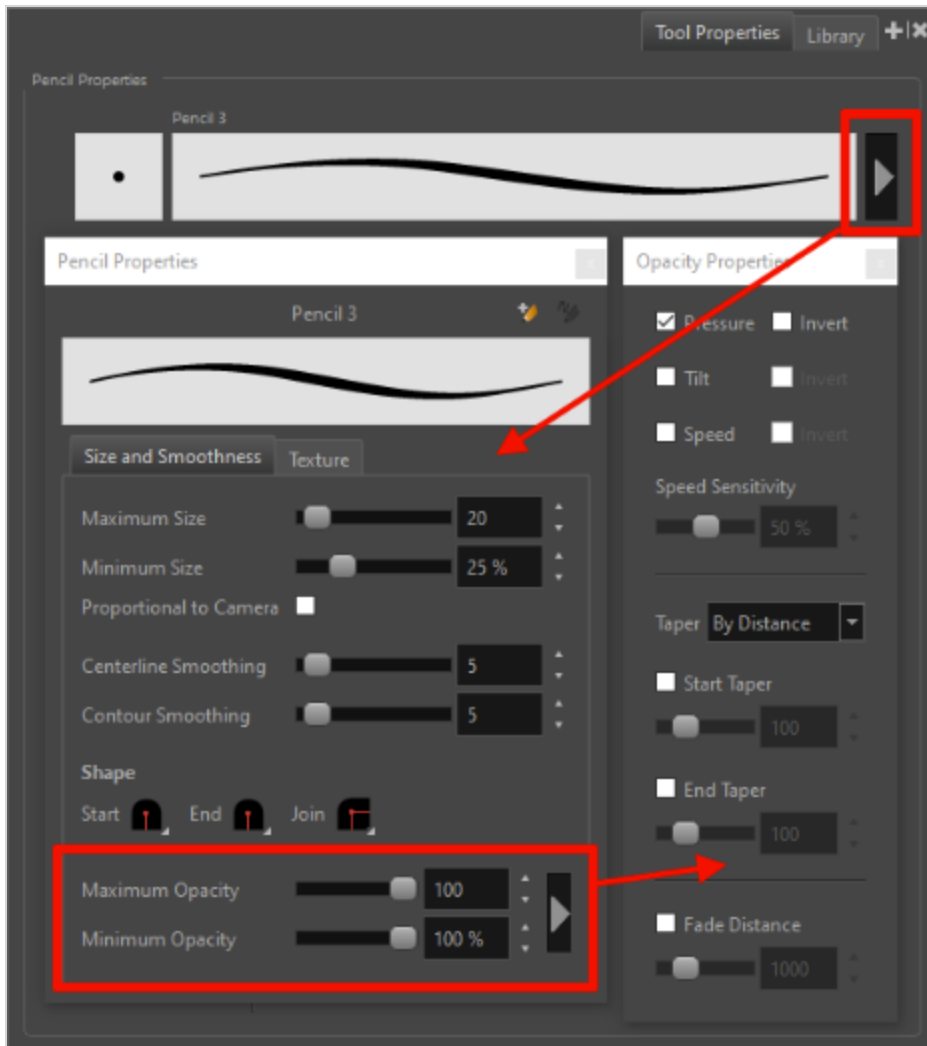 Tool Properties Library
Pencil Properties
Pencil 3
Pencil Properties
Pencil 3
Size and Smoothness Texture
Maximum Size 20
Minimum Size 25 %
Proportional to Camera
Centerline Smoothing 5
Contour Smoothing 5
Shape
Start End Join
Maximum Opacity 100
Minimum Opacity 100 %
Opacity Properties
Pressure Invert
Tilt Invert
Speed Invert
Speed Sensitivity
50 %
Taper By Distance
Start Taper
100
End Taper
100
Fade Distance
1000